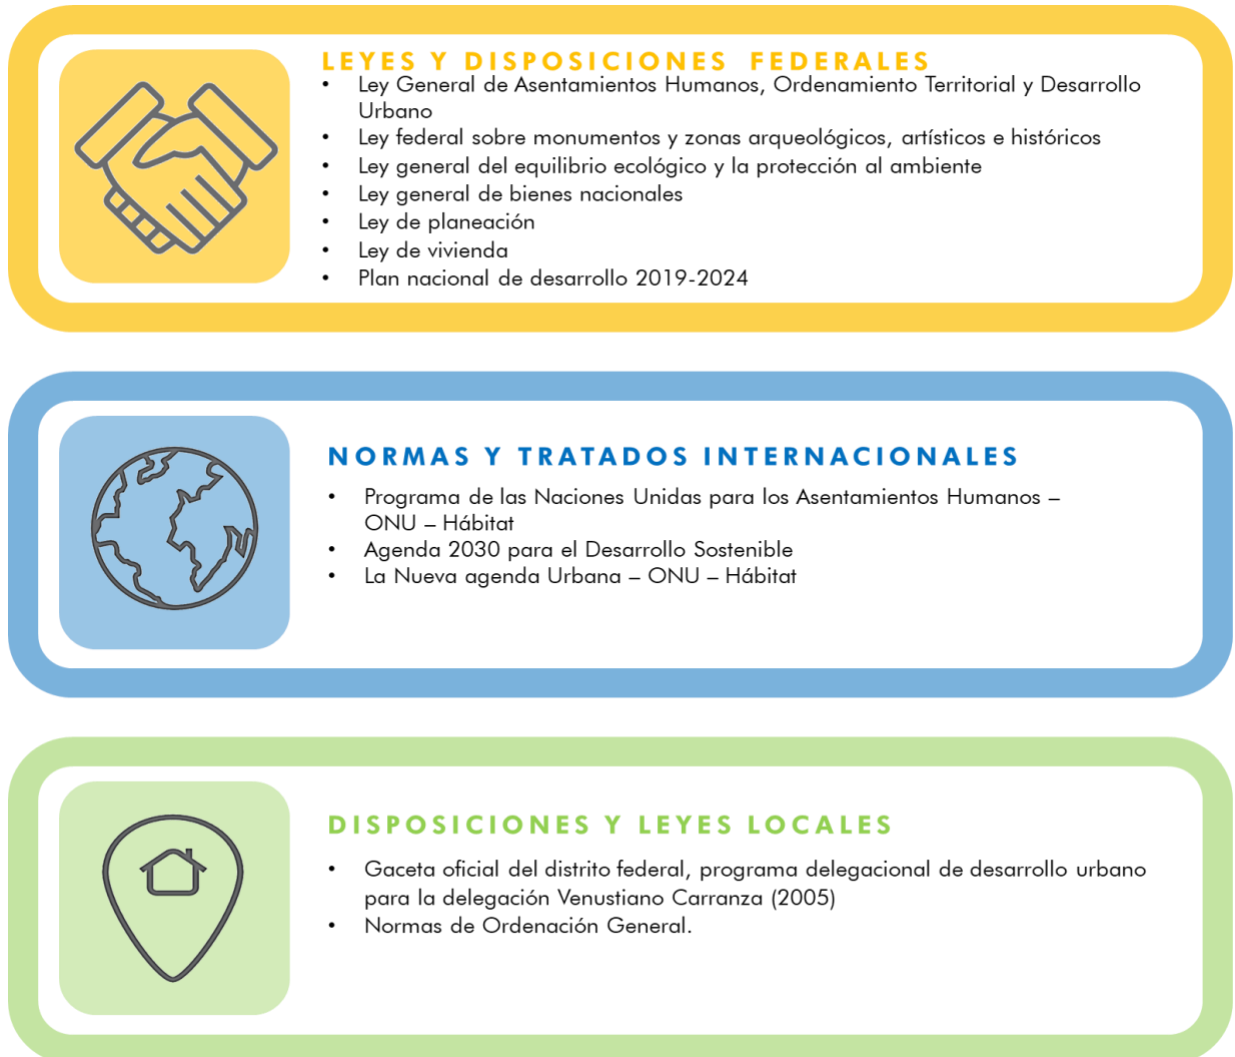 LEYES Y DISPOSICIONES FEDERALES
• Ley General de Asentamientos Humanos, Ordenamiento Territorial y Desarrollo
Urbano
• Ley federal sobre monumentos y zonas arqueológicos, artísticos e históricos
• Ley general del equilibrio ecológico y la protección al ambiente
• Ley general de bienes nacionales
• Ley de planeación
• Ley de vivienda
• Plan nacional de desarrollo 2019-2024
NORMAS Y TRATADOS INTERNACIONALES
• Programa de las Naciones Unidas para los Asentamientos Humanos –
ONU – Hábitat
• Agenda 2030 para el Desarrollo Sostenible
• La Nueva agenda Urbana – ONU – Hábitat
DISPOSICIONES Y LEYES LOCALES
• Gaceta oficial del distrito federal, programa delegacional de desarrollo urbano
para la delegación Venustiano Carranza (2005)
• Normas de Ordenación General.